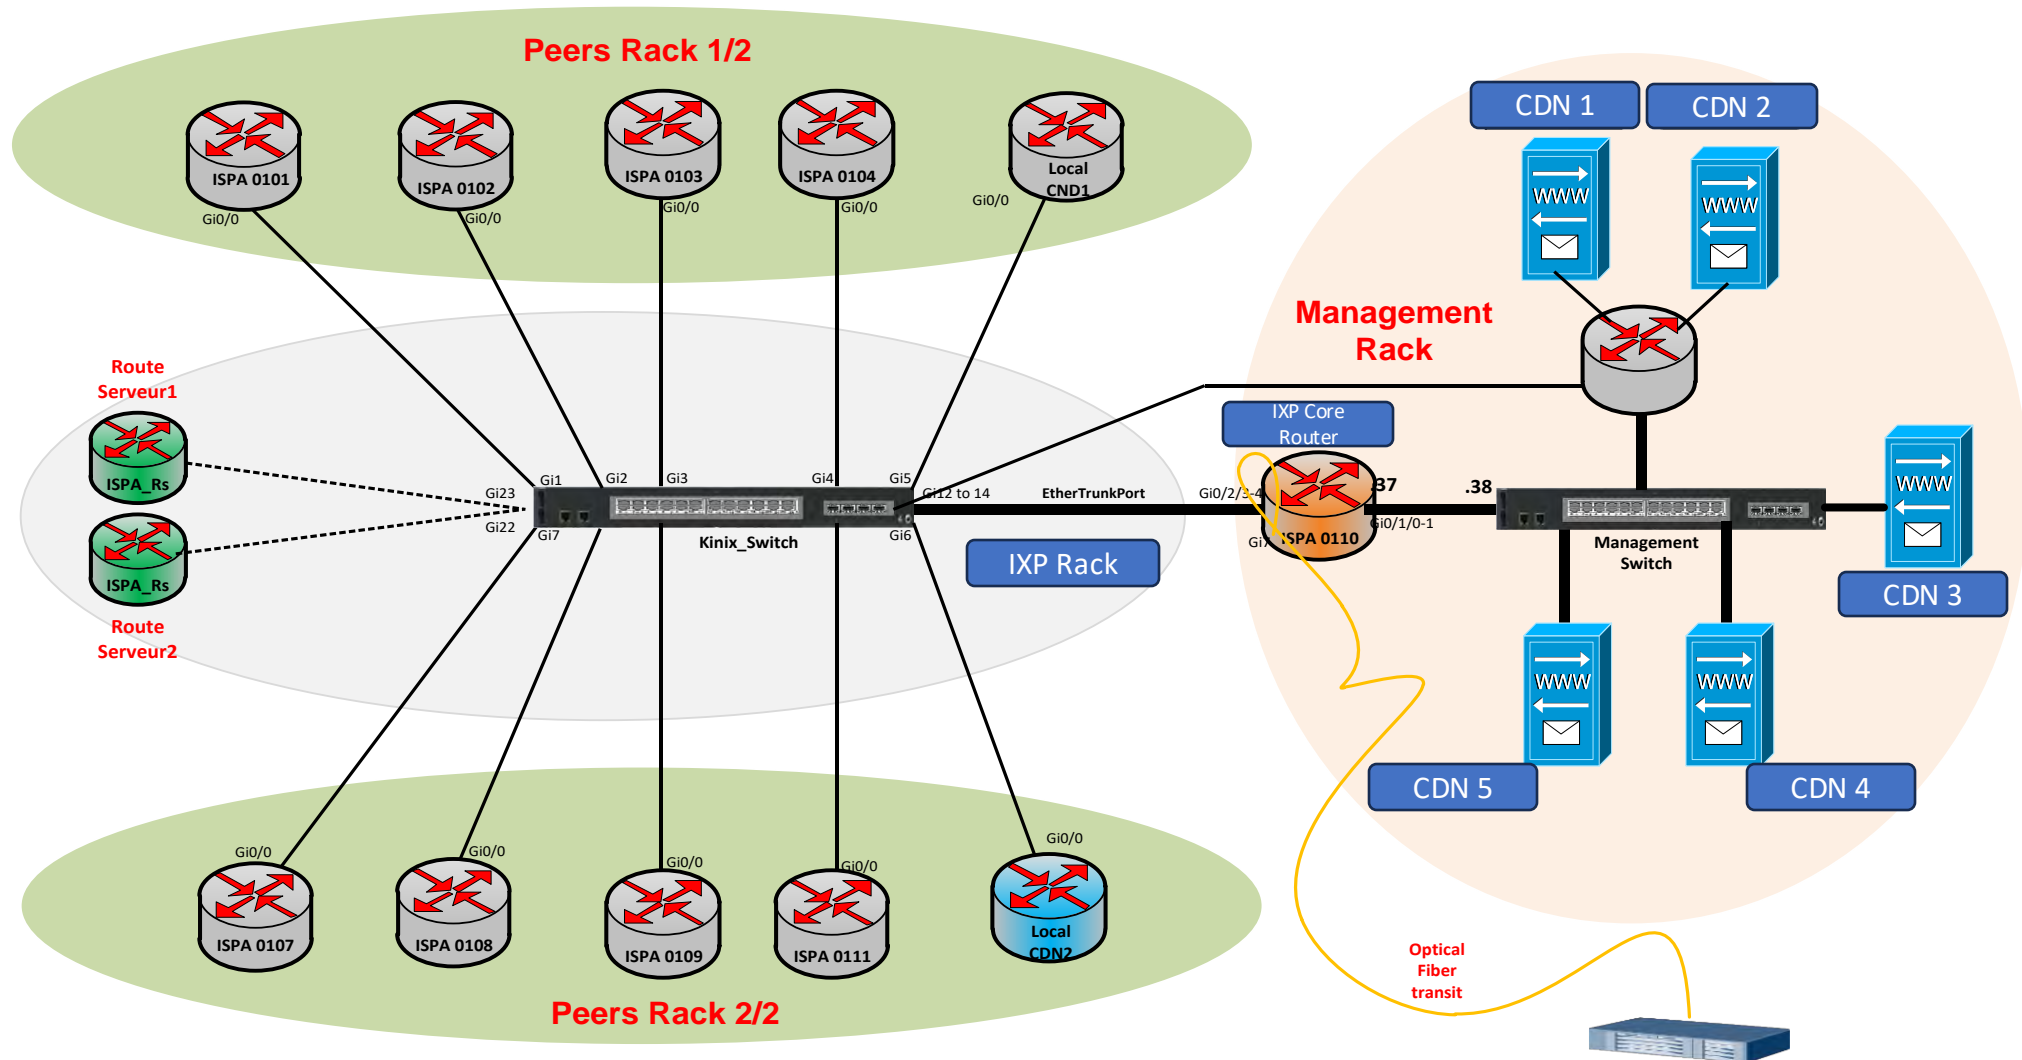 Peers Rack 1/2
ISPA 0101
ISPA 0102
ISPA 0103
ISPA 0104
Local
CND1
Gi0/0
Gi0/0
Gi0/0
Gi0/0
Gi0/0
CDN 1
CDN 2
WWW
WWW
Management
Rack
Route
Serveur1
ISPA_Rs
ISPA_Rs
Route
Serveur2
Gi23
Gi22
Gi1
Gi2
Gi3
Gi4
Gi5
Gi7
Gi6
Gi12 to 14
Kinix_Switch
EtherTrunkPort
IXP Rack
IXP Core
Router
Gi0/2/3-4
.37
.38
Gi0/1/0-1
Gi7
ISPA 0110
Management
Switch
WWW
CDN 3
WWW
WWW
CDN 5
CDN 4
Gi0/0
Gi0/0
Gi0/0
Gi0/0
Gi0/0
ISPA 0107
ISPA 0108
ISPA 0109
ISPA 0111
Local
CDN2
Peers Rack 2/2
Optical
Fiber
transit